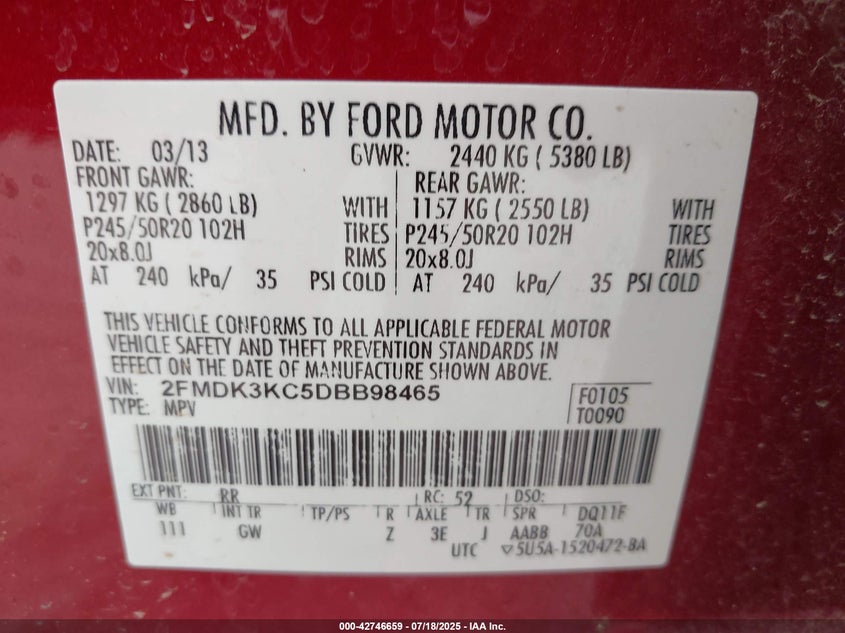 MFD. BY FORD MOTOR CO.
DATE: 03/13 GVWR: 2440 KG ( 5380 LB)
FRONT GAWR: REAR GAWR:
1297 KG ( 2860 LB) WITH 1157 KG ( 2550 LB) WITH
P245/50R20 102H TIRES P245/50R20 102H TIRES
20x8.0J RIMS 20x8.0J RIMS
AT 240 kPa/ 35 PSI COLD AT 240 kPa/ 35 PSI COLD
THIS VEHICLE CONFORMS TO ALL APPLICABLE FEDERAL MOTOR
VEHICLE SAFETY AND THEFT PREVENTION STANDARDS IN
EFFECT ON THE DATE OF MANUFACTURE SHOWN ABOVE.
VIN: 2FMDK3KC5DBB98465 F0105
TYPE: MPV T0090
EXT PNT: RR RC: 52 DSO:
WB INT TR TP/PS R AXLE TR SPR DQ11F
111 GW Z 3E J AABB 70A
UTC ▽5U5A-1520472-BA
000-42746659 - 07/18/2025 - IAA Inc.